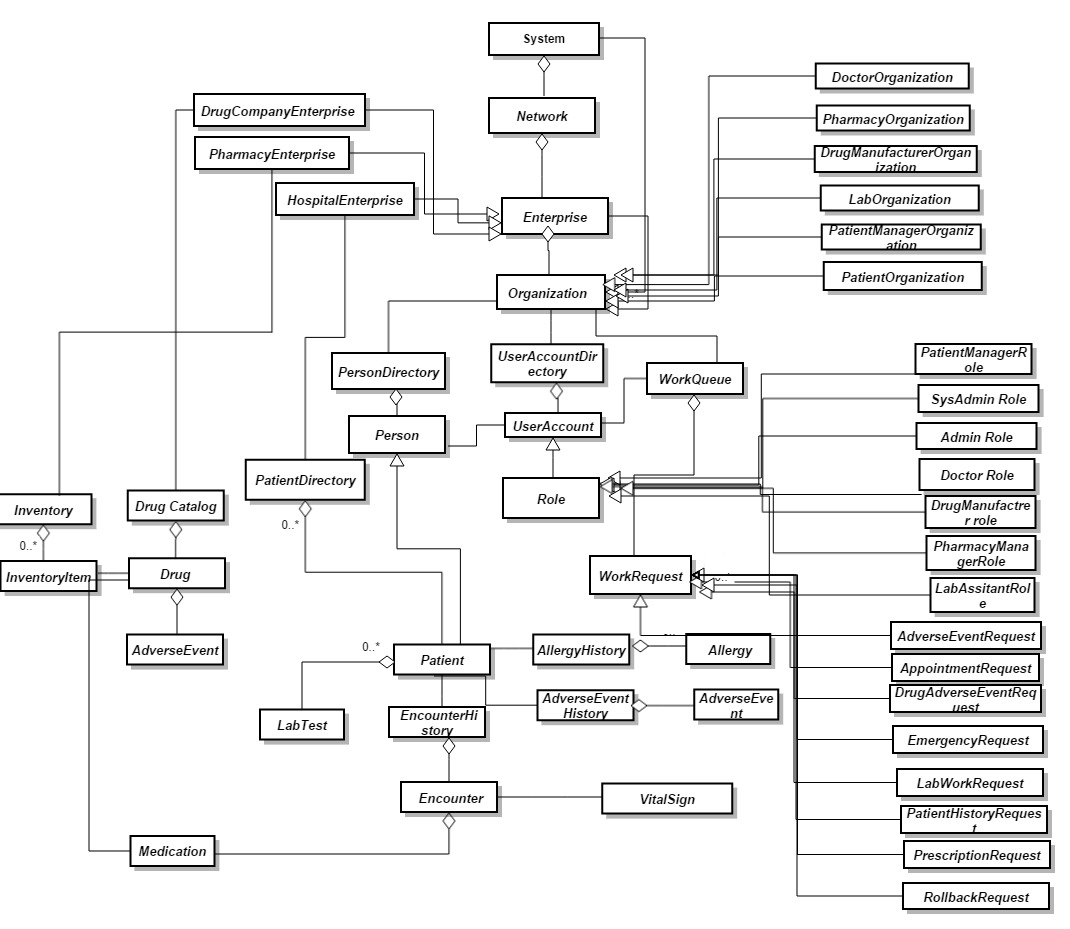 System
DoctorOrganization
DrugCompanyEnterprise
Network
PharmacyOrganization
PharmacyEnterprise
DrugManufacturerOrgan
ization
HospitalEnterprise
LabOrganization
Enterprise
PatientManagerOrganiz
ation
PatientOrganization
Organization
UserAccountDir
ectory
PatientManagerR
ole
PersonDirectory
WorkQueue
SysAdmin Role
Person
UserAccount
Admin Role
PatientDirectory
Doctor Role
Role
Inventory
Drug Catalog
0..*
DrugManufactre
r role
0..*
PharmacyMana
gerRole
InventoryItem
Drug
WorkRequest
LabAssitantRol
e
AdverseEvent
0..*
Patient
AllergyHistory
Allergy
AdverseEventRequest
AppointmentRequest
DrugAdverseEventReq
uest
LabTest
EncounterHi
story
AdverseEvent
History
AdverseEve
nt
EmergencyRequest
LabWorkRequest
Encounter
VitalSign
PatientHistoryReques
t
Medication
PrescriptionRequest
RollbackRequest